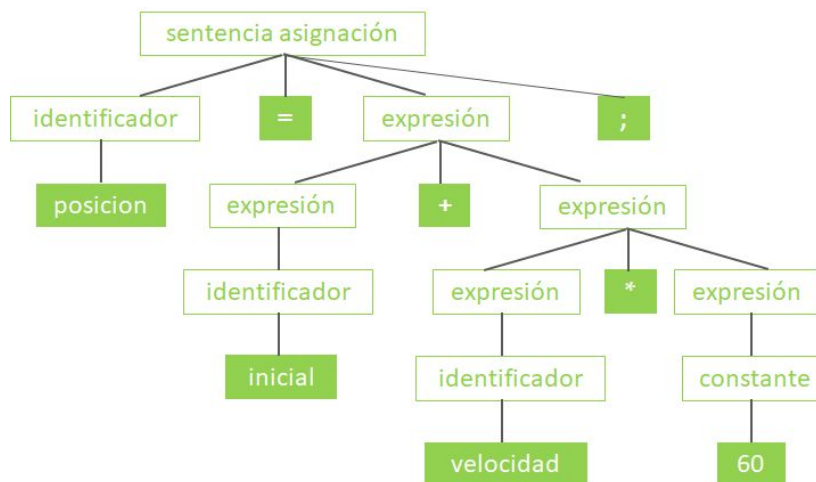 sentencia asignación
identificador = expresión ;
posicion expresión + expresión
identificador expresión * expresión
inicial identificador constante
velocidad 60